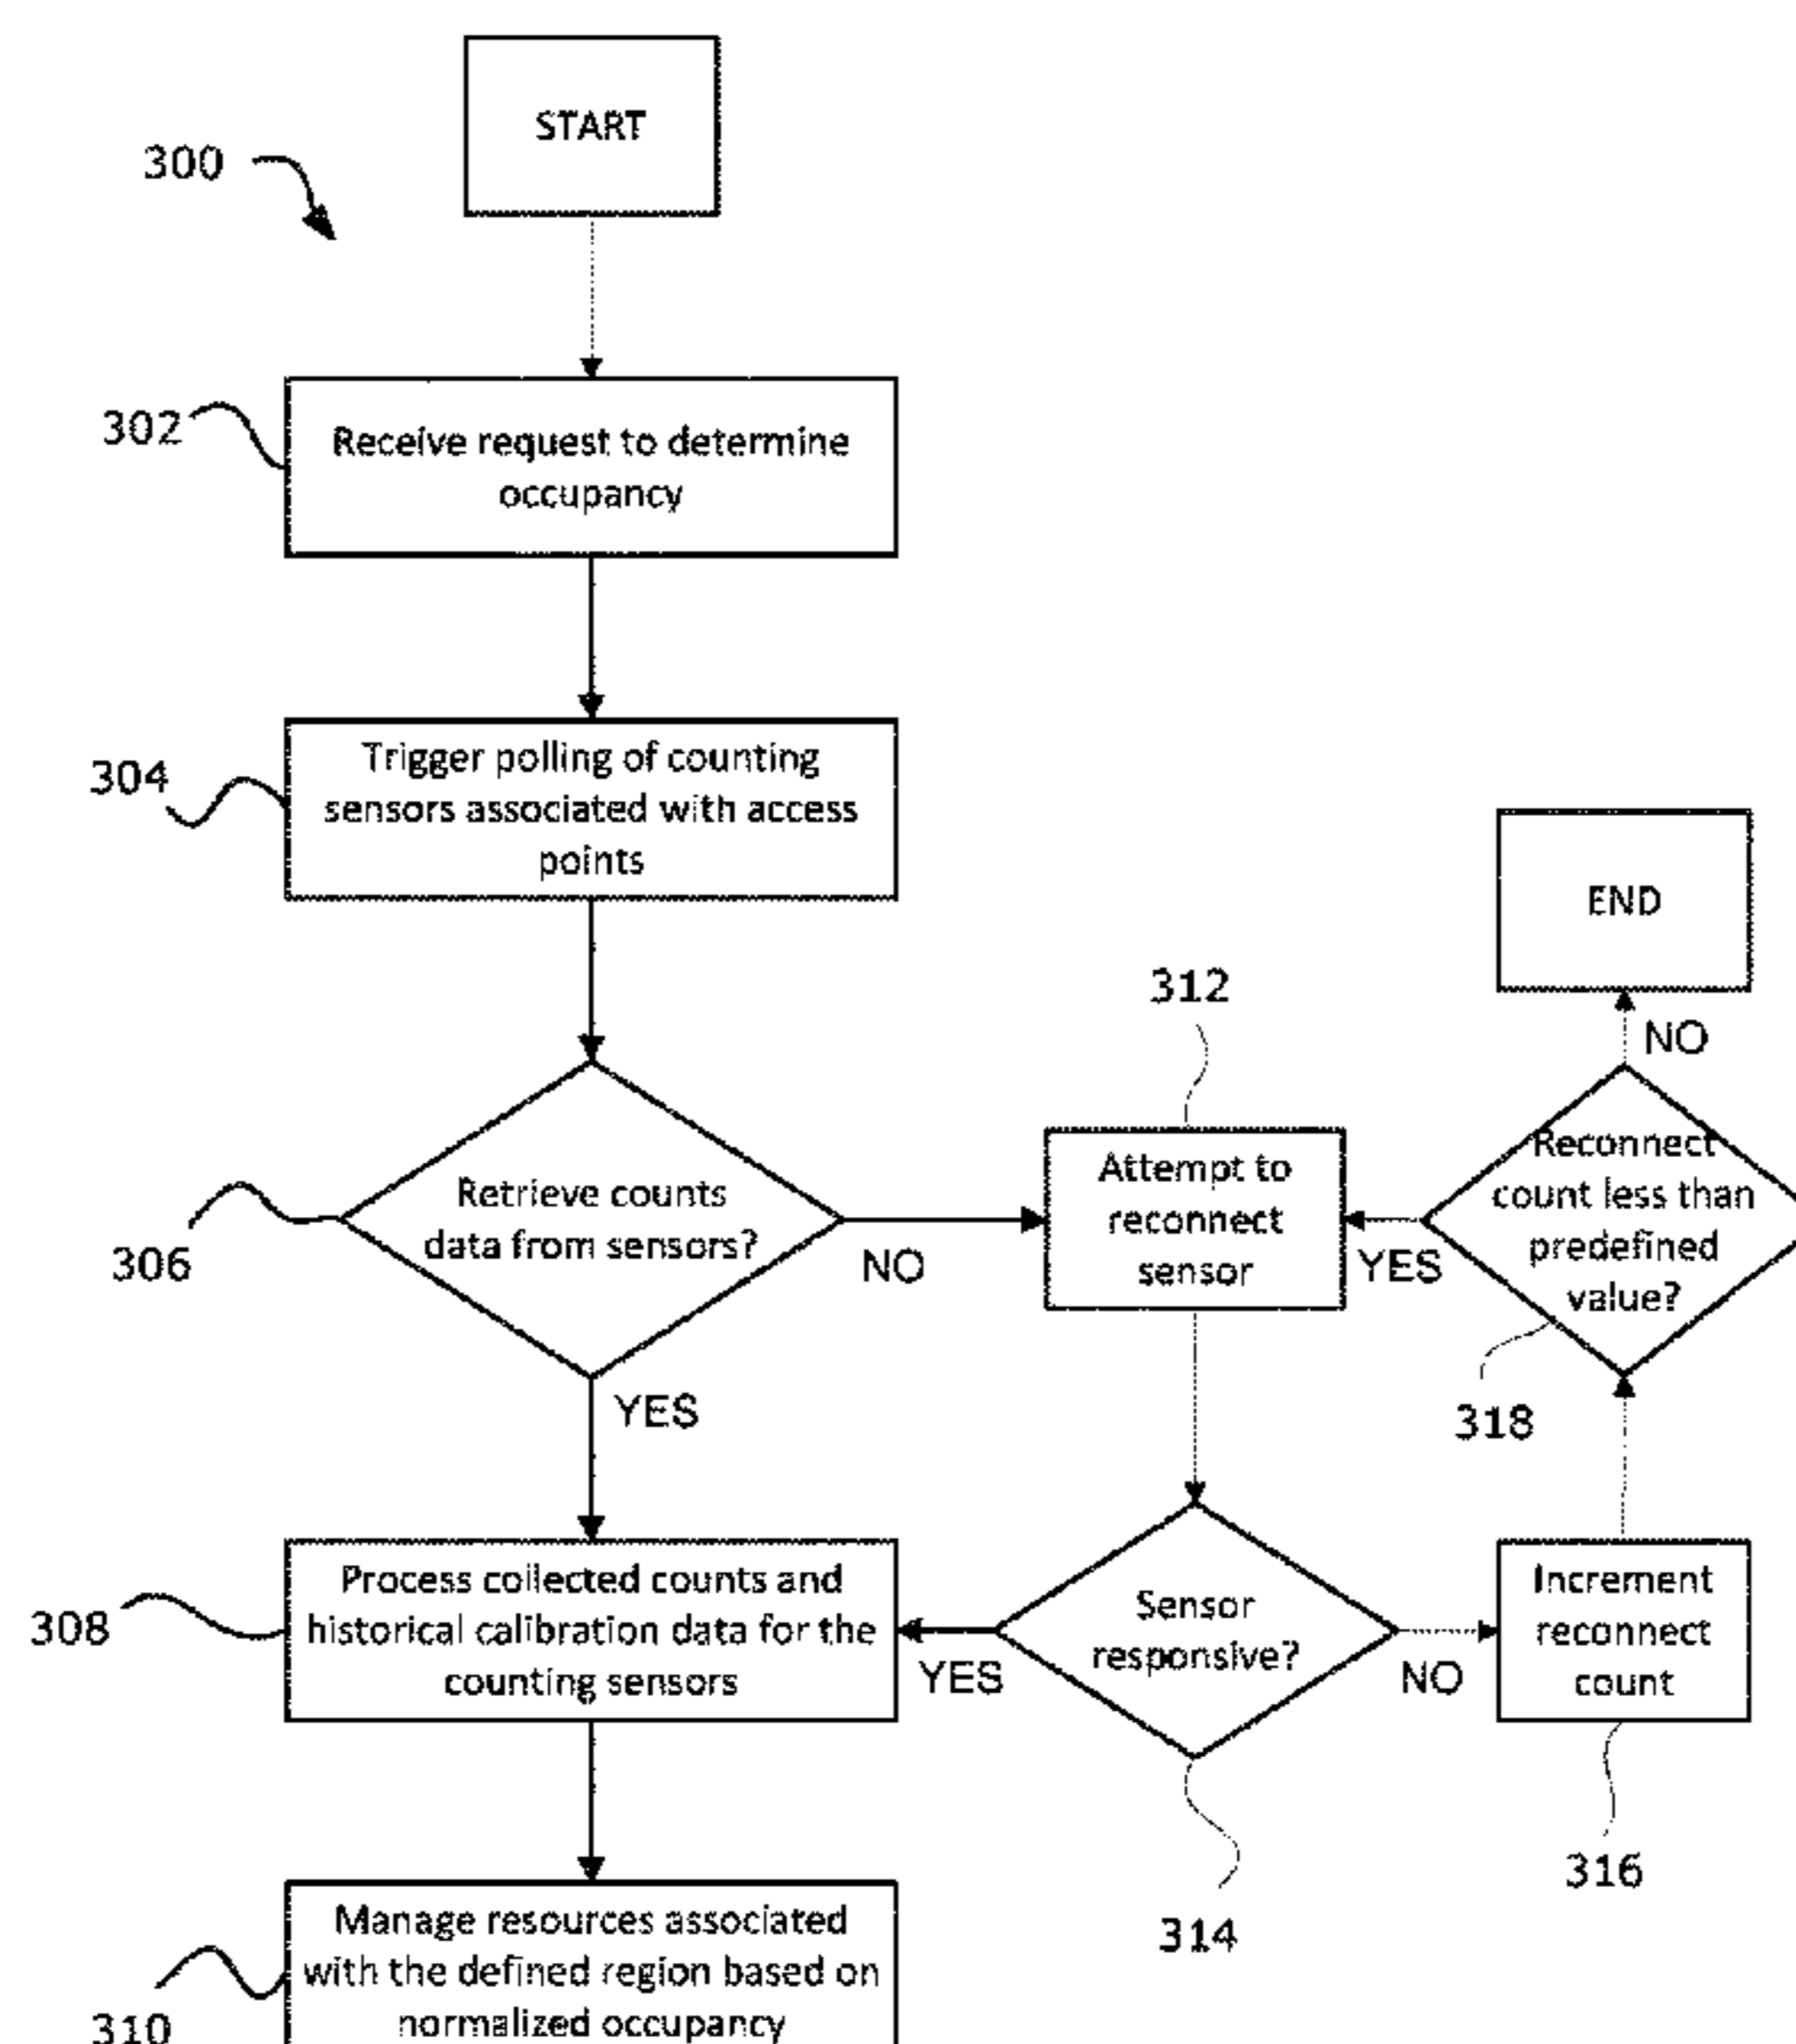 START
300
302
Receive request to determine
occupancy
304
Trigger polling of counting
sensors associated with access
points
END
312
NO
306
Retrieve counts
data from sensors?
NO
Attempt to
reconnect
sensor
YES
Reconnect
count less than
predefined
value?
318
YES
308
Process collected counts and
historical calibration data for the
counting sensors
YES
Sensor
responsive?
NO
Increment
reconnect
count
316
314
310
Manage resources associated
with the defined region based on
normalized occupancy